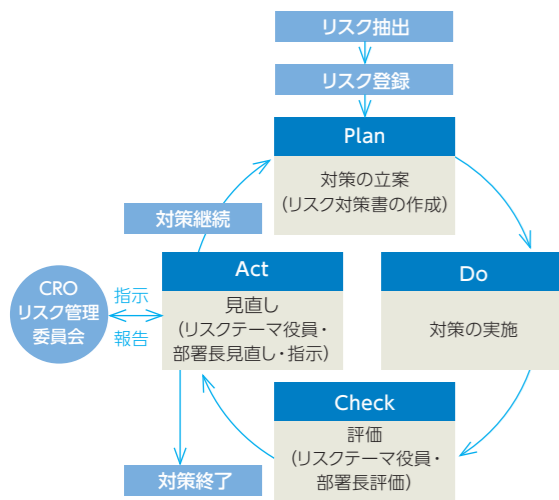 リスク抽出
リスク登録
Plan
対策の立案
(リスク対策書の作成)
対策継続
Act
見直し
(リスクテーマ役員・
部署長見直し・指示)
Do
対策の実施
CRO
リスク管理
委員会
指示
報告
Check
評価
(リスクテーマ役員・
部署長評価)
対策終了